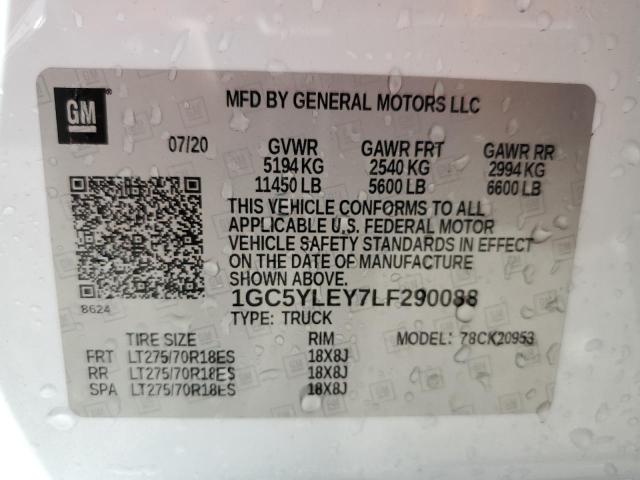 GM
MFD BY GENERAL MOTORS LLC
07/20 GVWR GAWR FRT GAWR RR
5194 KG 2540 KG 2994 KG
11450 LB 5600 LB 6600 LB
THIS VEHICLE CONFORMS TO ALL
APPLICABLE U.S. FEDERAL MOTOR
VEHICLE SAFETY STANDARDS IN EFFECT
ON THE DATE OF MANUFACTURE
SHOWN ABOVE.
8624
1GC5YLEY7LF290088
TYPE: TRUCK MODEL: 78CK20953
TIRE SIZE RIM
FRT LT275/70R18ES 18X8J
RR LT275/70R18ES 18X8J
SPA LT275/70R18ES 18X8J